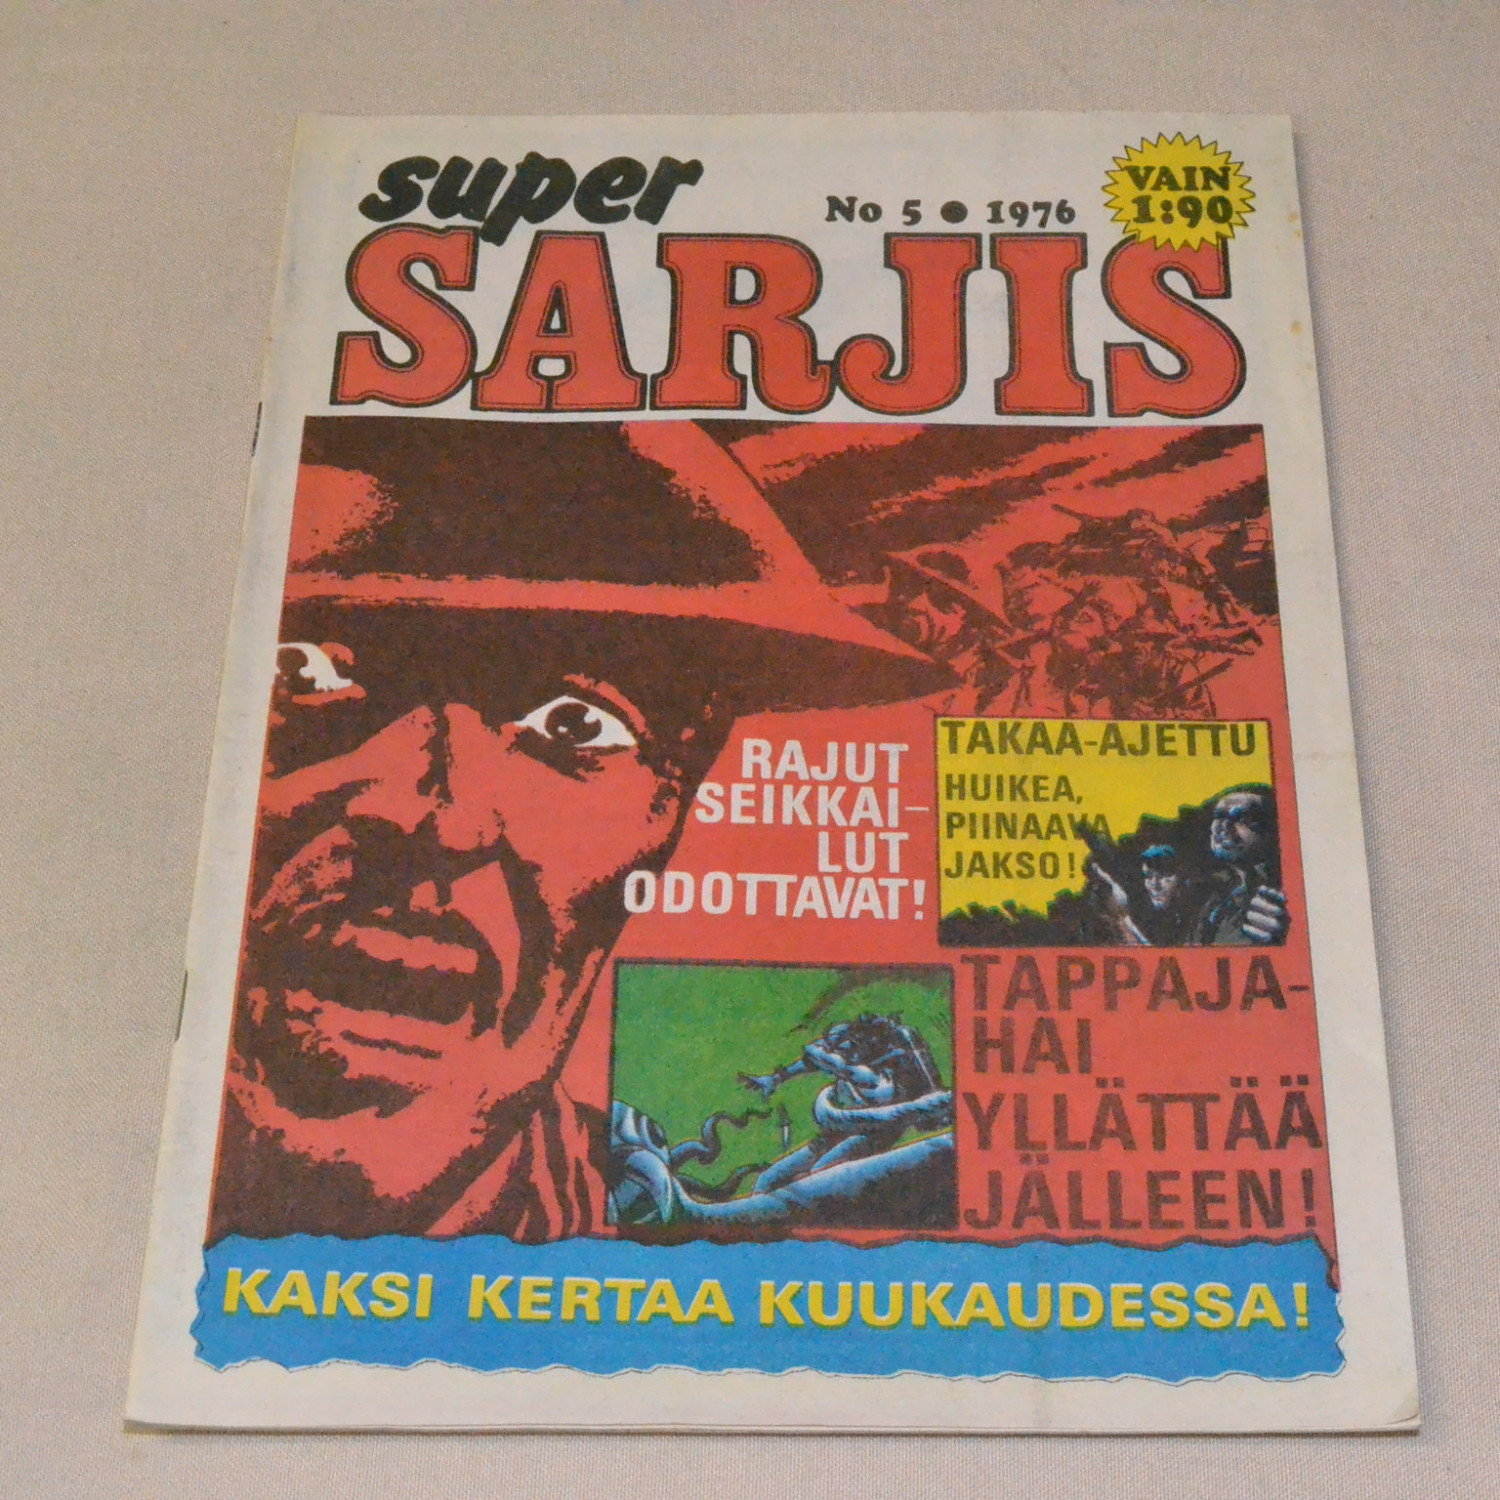 super
No 5 ● 1976
VAIN
1:90
SARJIS
RAJUT
SEIKKAI-
LUT
ODOTTAVAT!
TAKAA-AJETTU
HUIKEA,
PIINAAVA
JAKSO!
TAPPAJA-
HAI
YLLÄTTÄÄ
JÄLLEEN!
KAKSI KERTAA KUUKAUDESSA!